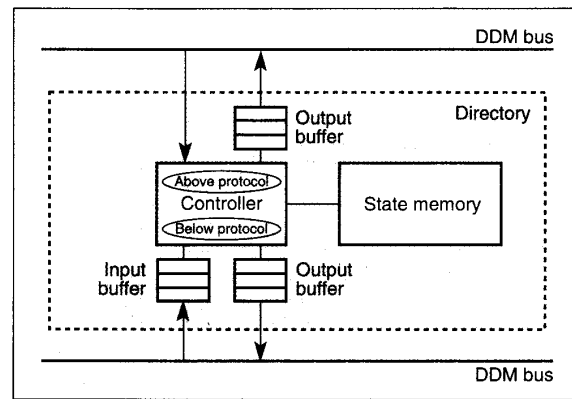 DDM bus
Directory
Output
buffer
Above protocol
Controller
Below protocol
State memory
Input
buffer
Output
buffer
DDM bus